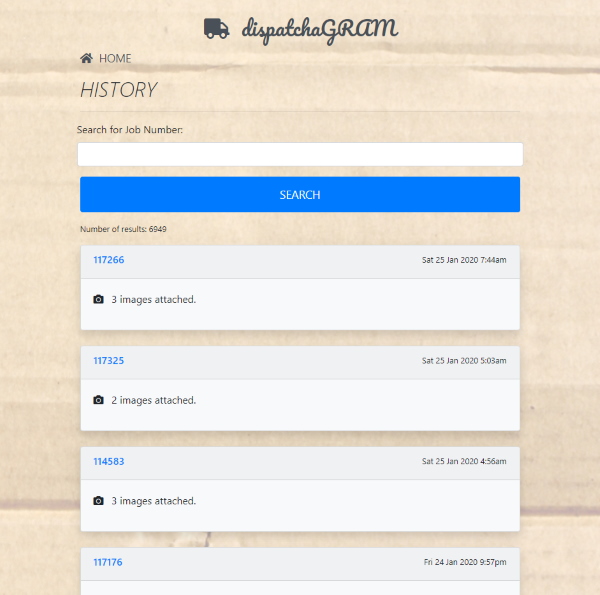 dispatchaGRAM
HOME
HISTORY
Search for Job Number:
SEARCH
Number of results: 6949
117266 Sat 25 Jan 2020 7:44am
3 images attached.
117325 Sat 25 Jan 2020 5:03am
2 images attached.
114583 Sat 25 Jan 2020 4:56am
3 images attached.
117176 Fri 24 Jan 2020 9:57pm